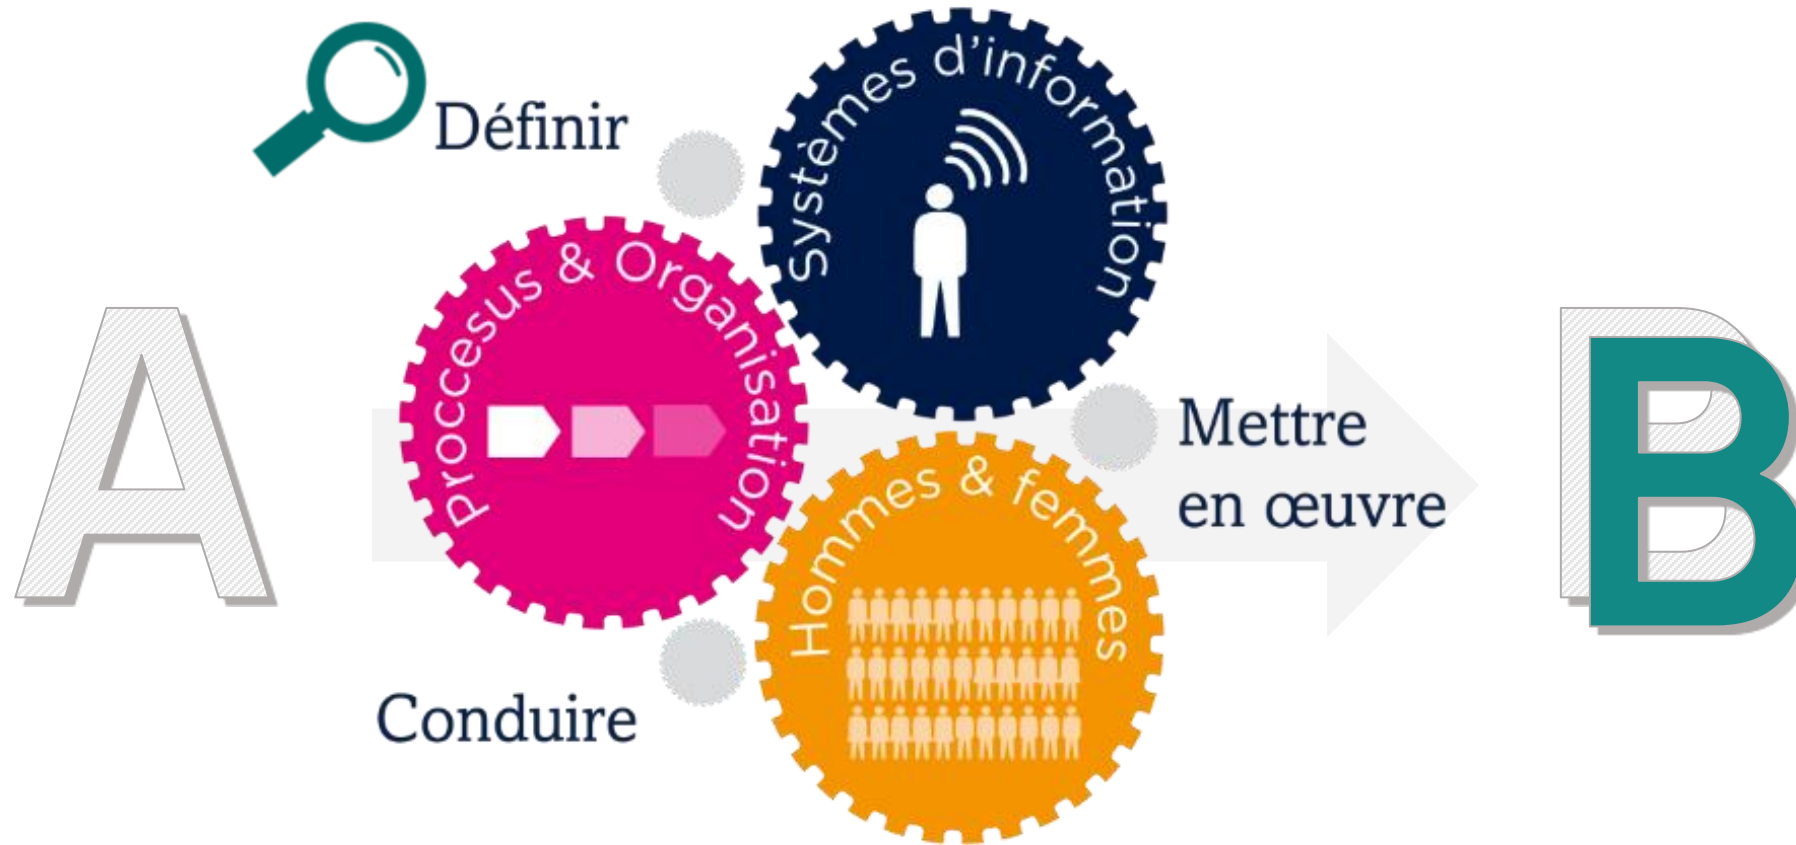 Définir
Systèmes d'information
Proccesus & Organisation
A
B
Mettre
en œuvre
Hommes & femmes
Conduire